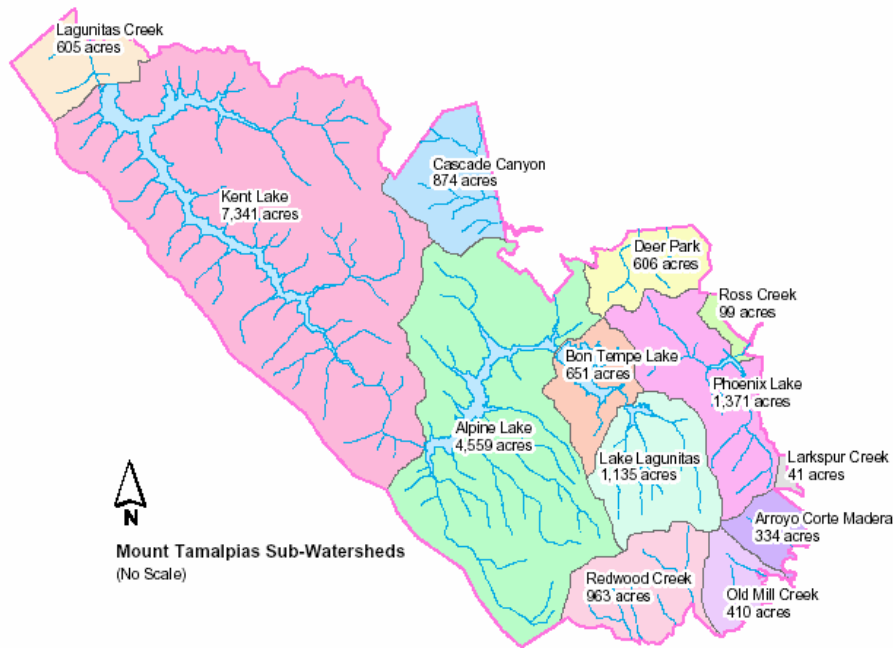 Lagunitas Creek
605 acres
Cascade Canyon
874 acres
Kent Lake
7,341 acres
Deer Park
606 acres
Ross Creek
99 acres
Bon Tempe Lake
651 acres
Phoenix Lake
1,371 acres
Alpine Lake
4,559 acres
Lake Lagunitas
1,135 acres
Larkspur Creek
41 acres
Arroyo Corte Madera
334 acres
Redwood Creek
963 acres
Old Mill Creek
410 acres
N
Mount Tamalpias Sub-Watersheds
(No Scale)